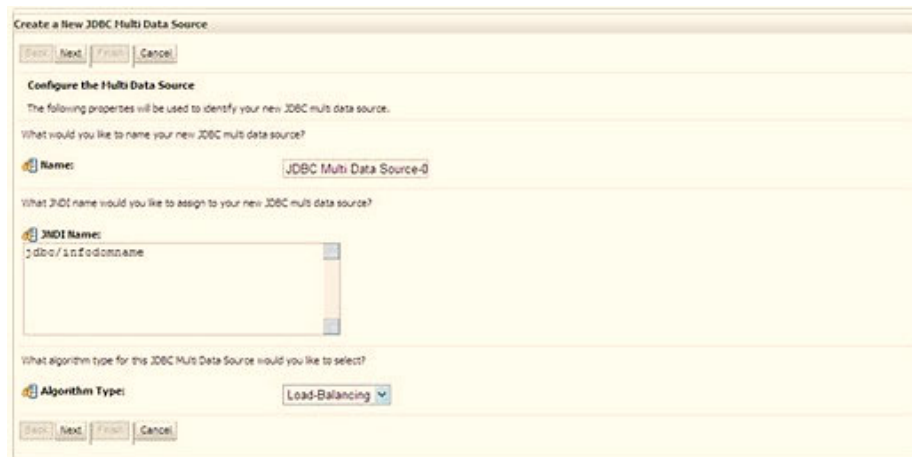 Create a New JDBC Multi Data Source
Back Next Finish Cancel
Configure the Multi Data Source
The following properties will be used to identify your new JDBC multi data source.
What would you like to name your new JDBC multi data source?
Name: JDBC Multi Data Source-0
What JNDI name would you like to assign to your new JDBC multi data source?
JNDI Name:
jdbc/infodomname
What algorithm type for this JDBC Multi Data Source would you like to select?
Algorithm Type: Load-Balancing
Back Next Finish Cancel